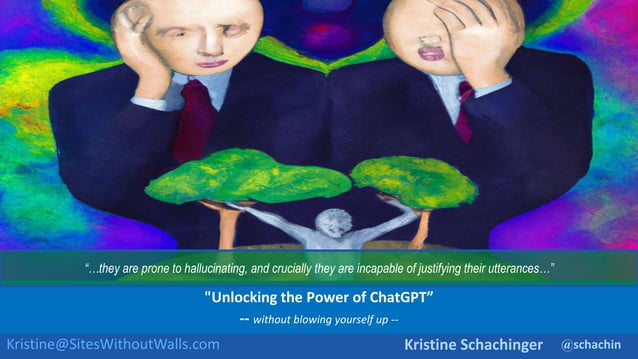 “…they are prone to hallucinating, and crucially they are incapable of justifying their utterances…”
"Unlocking the Power of ChatGPT”
-- without blowing yourself up --
Kristine@SitesWithoutWalls.com Kristine Schachinger @schachin